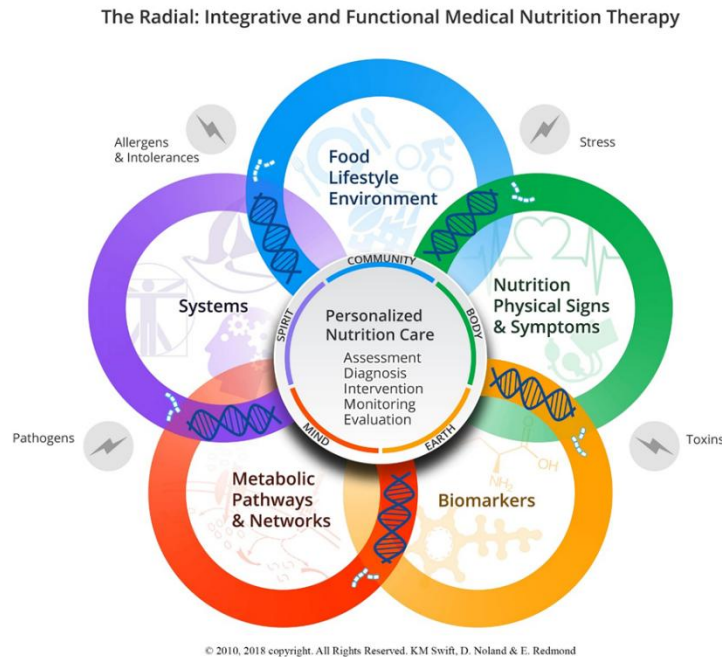 The Radial: Integrative and Functional Medical Nutrition Therapy
Allergens
& Intolerances
Stress
Food
Lifestyle
Environment
Systems
Nutrition
Physical Signs
& Symptoms
COMMUNITY
SPIRIT
BODY
Personalized
Nutrition Care
Assessment
Diagnosis
Intervention
Monitoring
Evaluation
MIND
EARTH
Pathogens
Toxins
Metabolic
Pathways
& Networks
Biomarkers
O
OH
NH₂
© 2010, 2018 copyright. All Rights Reserved. KM Swift, D. Noland & E. Redmond